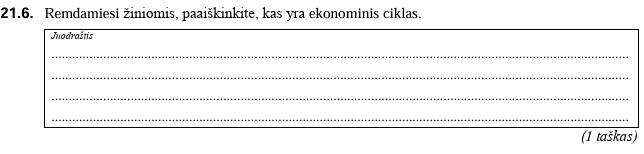 21.6. Remdamiesi žiniomis, paaiškinkite, kas yra ekonominis ciklas.
Juodraštis
(1 taškas)